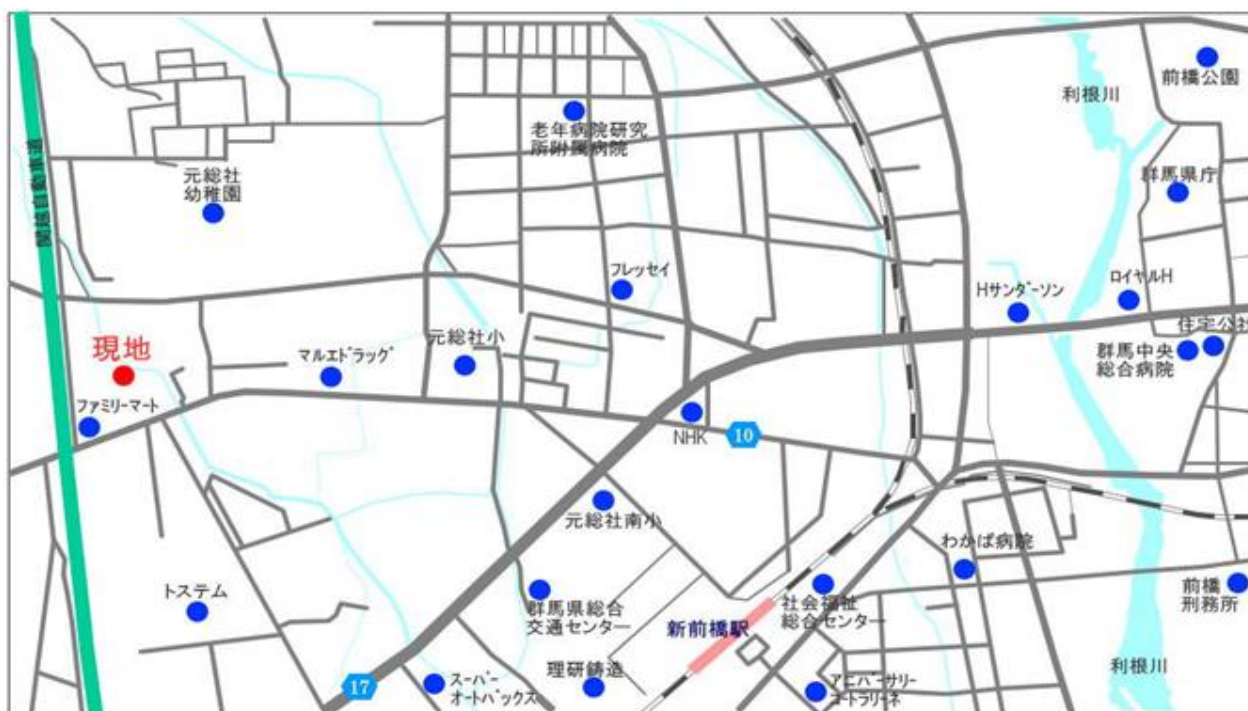 前橋公園
利根川
老年病院研究
所附属病院
関越自動車道
元総社
幼稚園
群馬県庁
フレッセイ
Hサンダーソン
ロイヤルH
現地
マルエドラッグ
元総社小
住宅公社
群馬中央
総合病院
ファミリーマート
NHK
10
元総社南小
わかば病院
トステム
群馬県総合
交通センター
社会福祉
総合センター
前橋
刑務所
新前橋駅
理研鋳造
利根川
17
スーパー
オートバックス
アニバーサリー
コートラリーネ